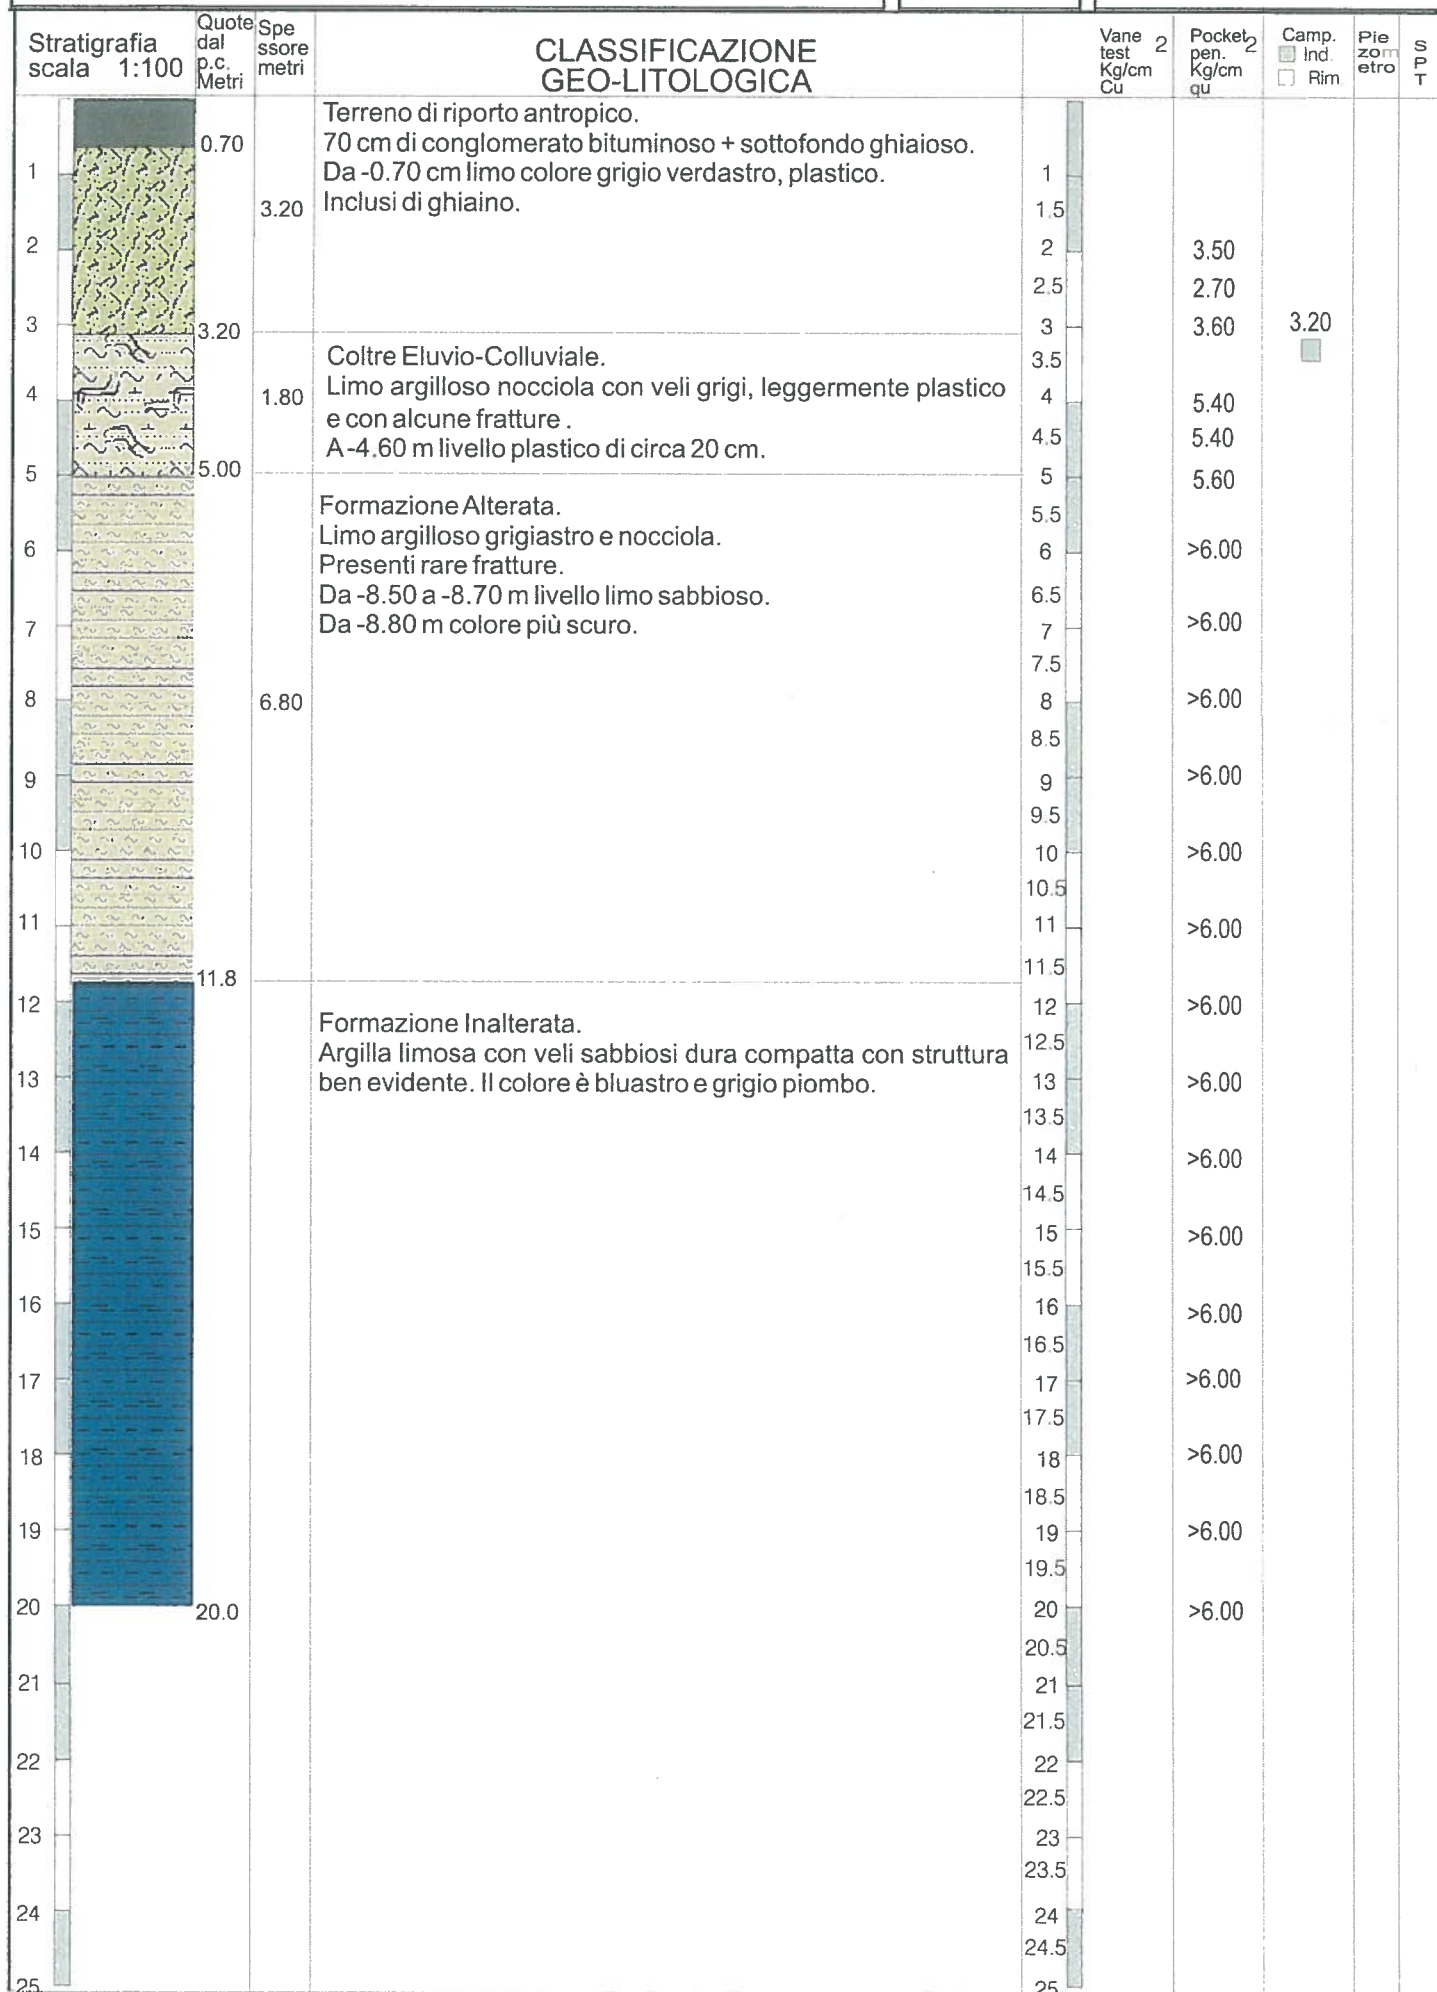 Stratigrafia
scala 1:100
Quote
dal
p.c.
Metri
Spe
ssore
metri
CLASSIFICAZIONE
GEO-LITOLOGICA
Vane 2
test
Kg/cm
Cu
Pocket 2
pen.
Kg/cm
qu
Camp.
Ind.
Rim
Pie
zom
etro
S
P
T
Terreno di riporto antropico.
70 cm di conglomerato bituminoso + sottofondo ghiaioso.
Da -0.70 cm limo colore grigio verdastro, plastico.
Inclusi di ghiaino.
0.70
3.20
3.20
Coltre Eluvio-Colluviale.
Limo argilloso nocciola con veli grigi, leggermente plastico
e con alcune fratture .
A -4.60 m livello plastico di circa 20 cm.
1.80
5.00
Formazione Alterata.
Limo argilloso grigiastro e nocciola.
Presenti rare fratture.
Da -8.50 a -8.70 m livello limo sabbioso.
Da -8.80 m colore più scuro.
6.80
11.8
Formazione Inalterata.
Argilla limosa con veli sabbiosi dura compatta con struttura
ben evidente. Il colore è bluastro e grigio piombo.
20.0
1
2
3
4
5
6
7
8
9
10
11
12
13
14
15
16
17
18
19
20
21
22
23
24
25
1
1.5
2 3.50
2.5 2.70
3 3.60 3.20
3.5
4 5.40
4.5 5.40
5 5.60
5.5
6 >6.00
6.5
7 >6.00
7.5
8 >6.00
8.5
9 >6.00
9.5
10 >6.00
10.5
11 >6.00
11.5
12 >6.00
12.5
13 >6.00
13.5
14 >6.00
14.5
15 >6.00
15.5
16 >6.00
16.5
17 >6.00
17.5
18 >6.00
18.5
19 >6.00
19.5
20 >6.00
20.5
21
21.5
22
22.5
23
23.5
24
24.5
25